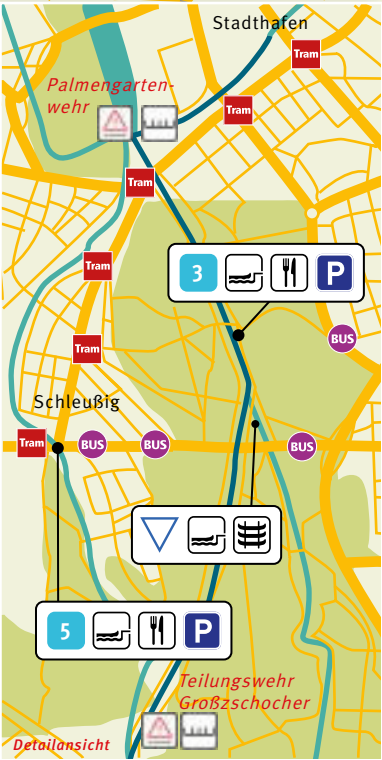 Stadthafen
Tram
Palmengarten-
wehr
Tram
Tram
Tram
3 P
BUS
Tram
Schleußig
Tram BUS BUS BUS
5 P
Teilungswehr
Großzschocher
Detailansicht